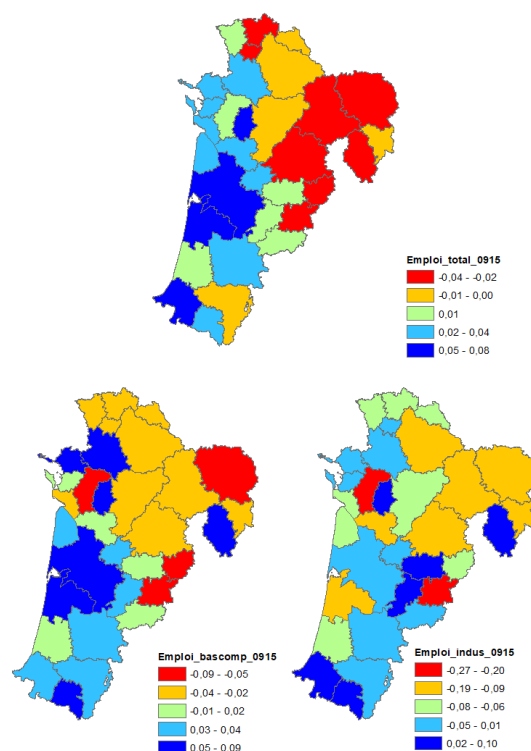 Emploi_total_0915
-0,04 - -0,02
-0,01 - 0,00
0,01
0,02 - 0,04
0,05 - 0,08
Emploi_bascomp_0915
-0,09 - -0,05
-0,04 - -0,02
-0,01 - 0,02
0,03 - 0,04
0,05 - 0,09
Emploi_indus_0915
-0,27 - -0,20
-0,19 - -0,09
-0,08 - -0,06
-0,05 - 0,01
0,02 - 0,10